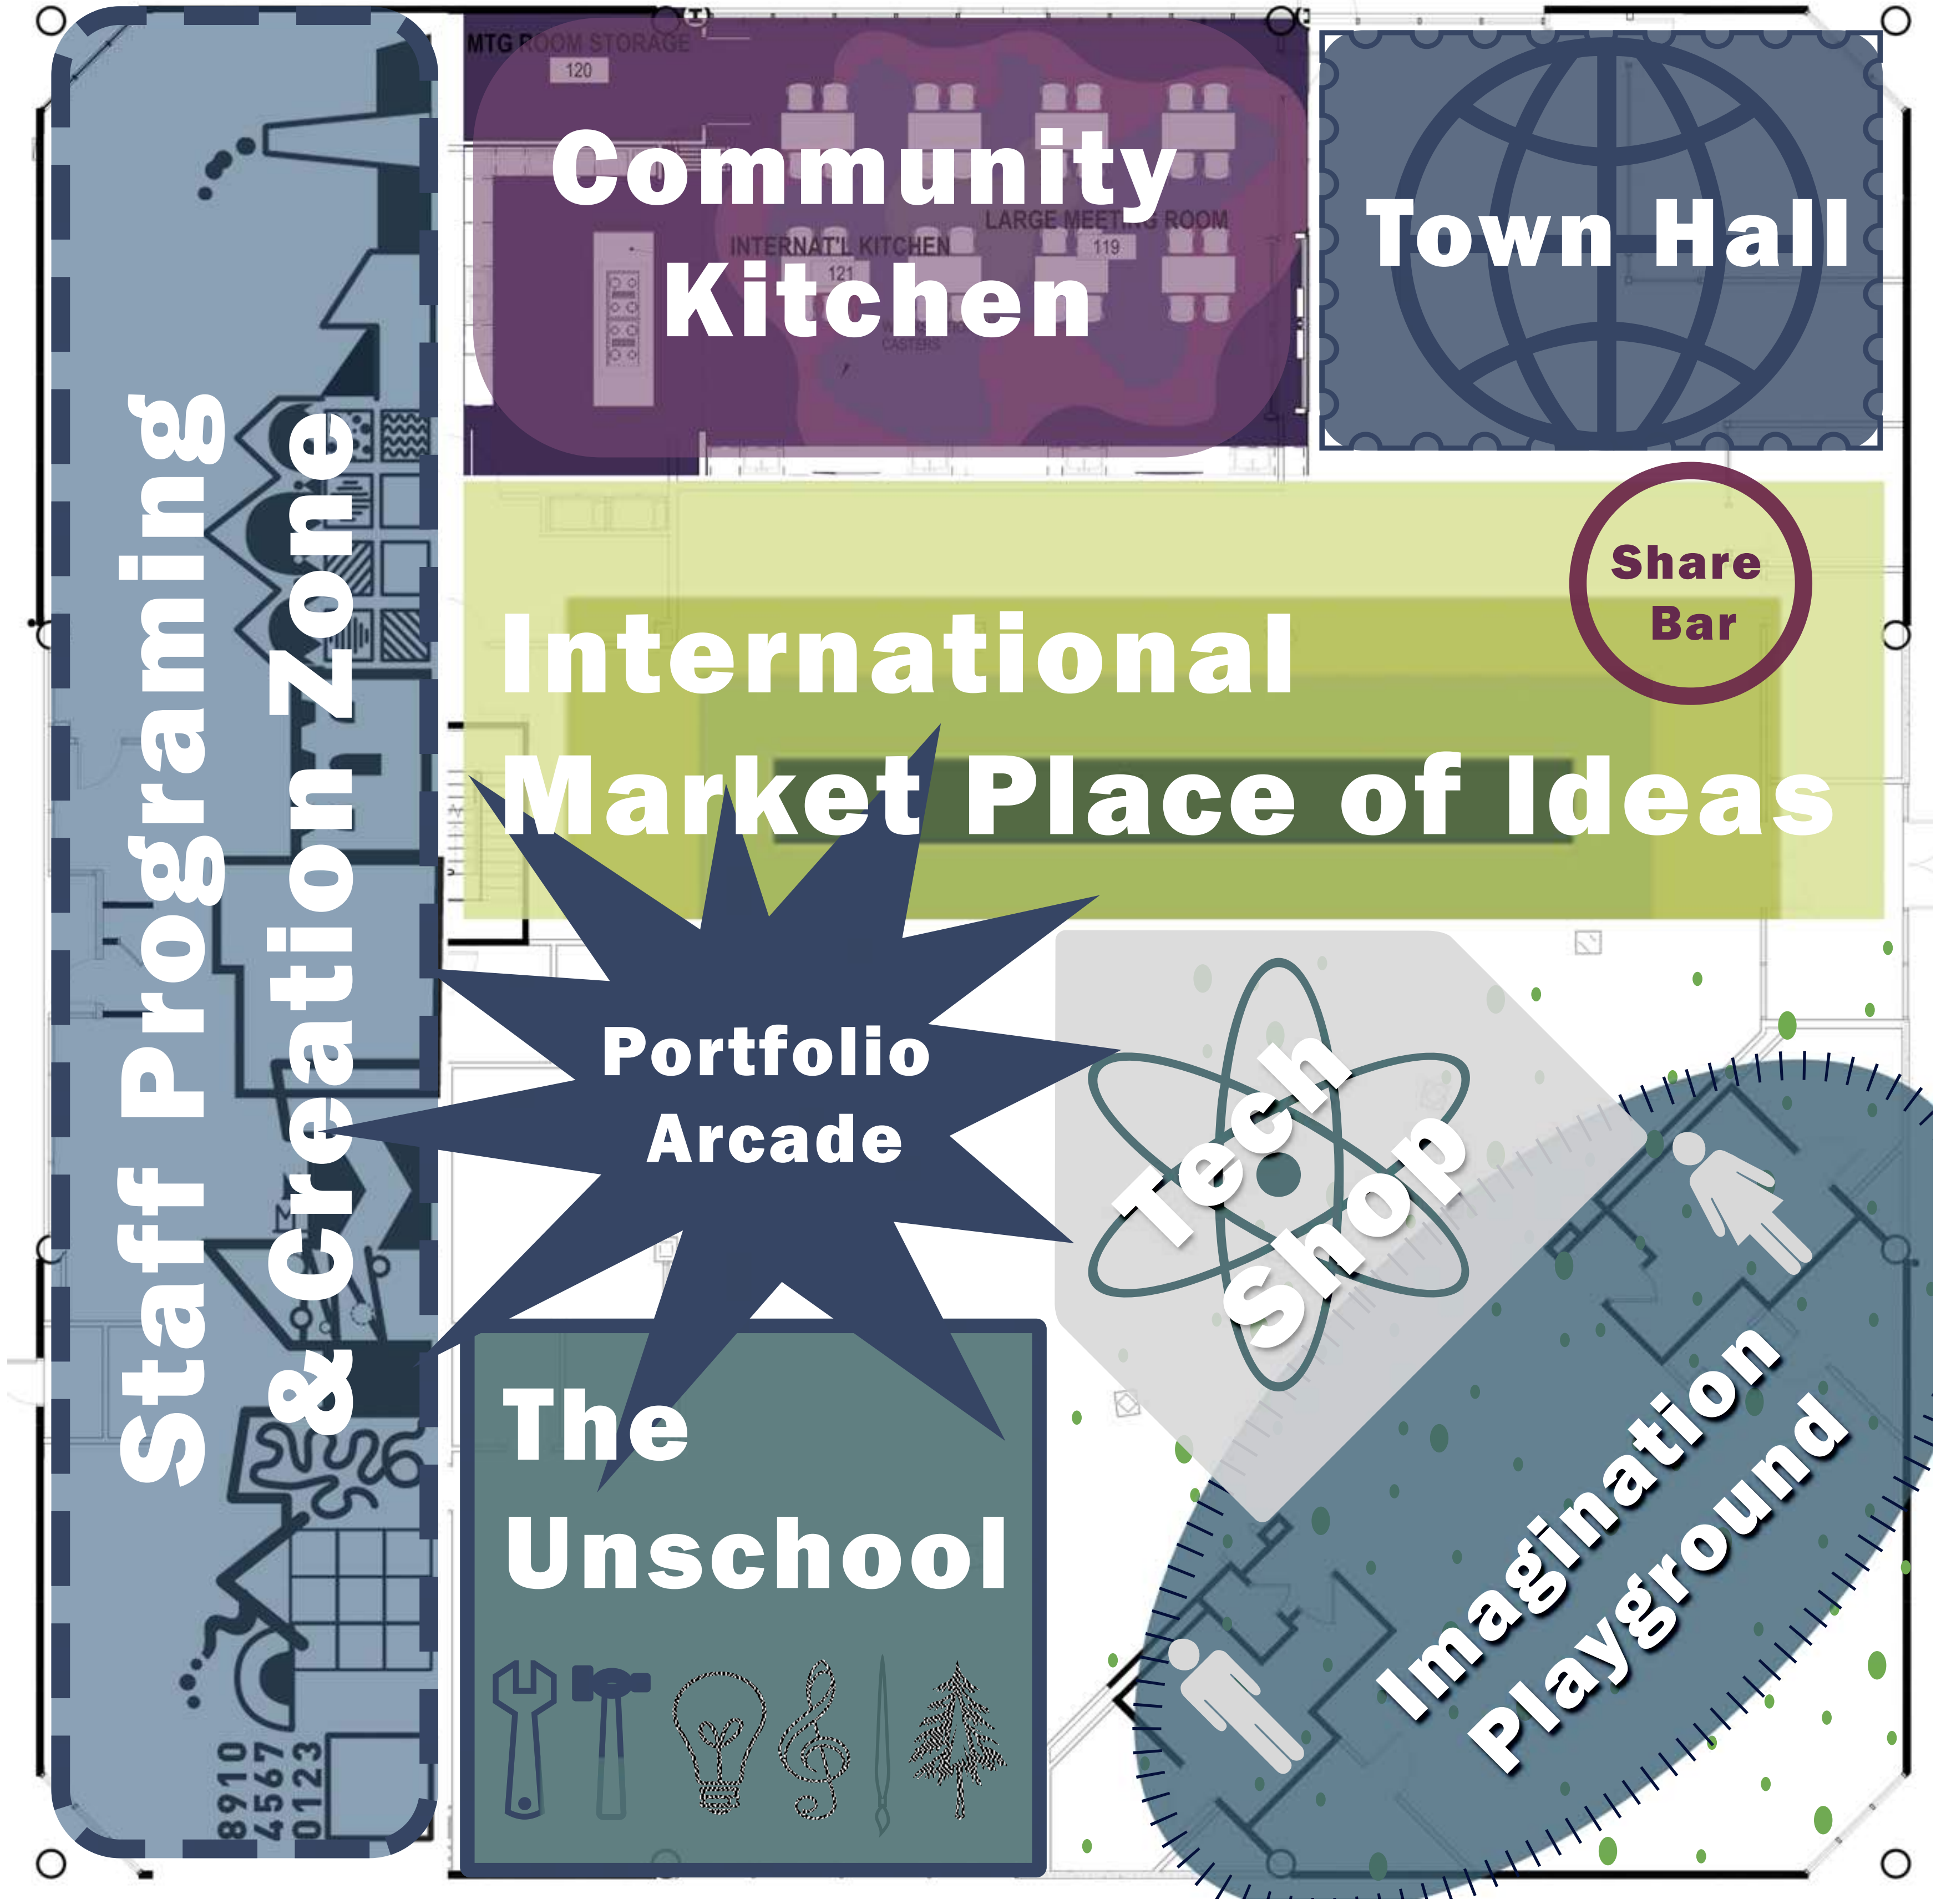 MTG ROOM STORAGE
120
Community
Kitchen
LARGE MEETING ROOM
119
INTERNAT'L KITCHEN
121
CASTERS
Town Hall
Share
Bar
International
Market Place of Ideas
Staff Programing
& Creation Zone
Portfolio
Arcade
Tech
Shop
The
Unschool
Imagination
Playground
8910
4567
0123